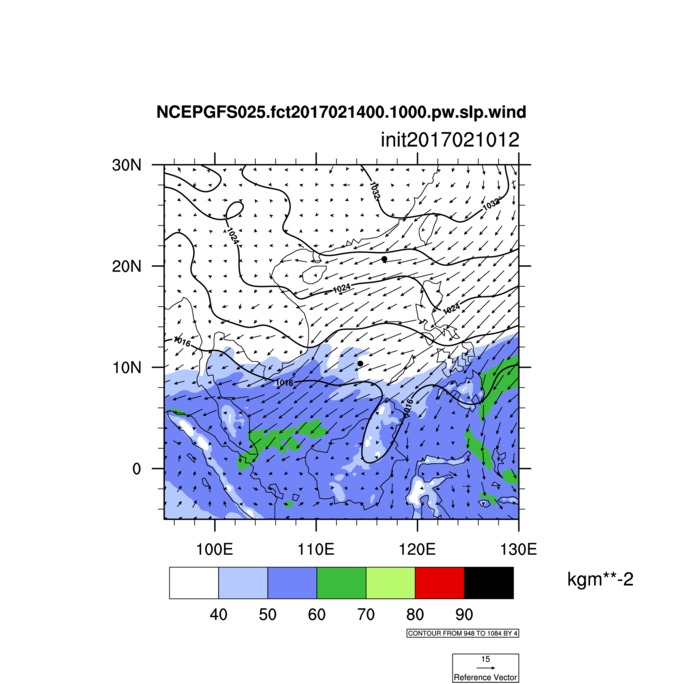 NCEPGFS025.fct2017021400.1000.pw.slp.wind
init2017021012
30N
20N
10N
0
1032
1032
1024
1024
1024
1016
1016
1016
100E 110E 120E 130E
40 50 60 70 80 90
kgm**-2
CONTOUR FROM 948 TO 1084 BY 4
15
Reference Vector